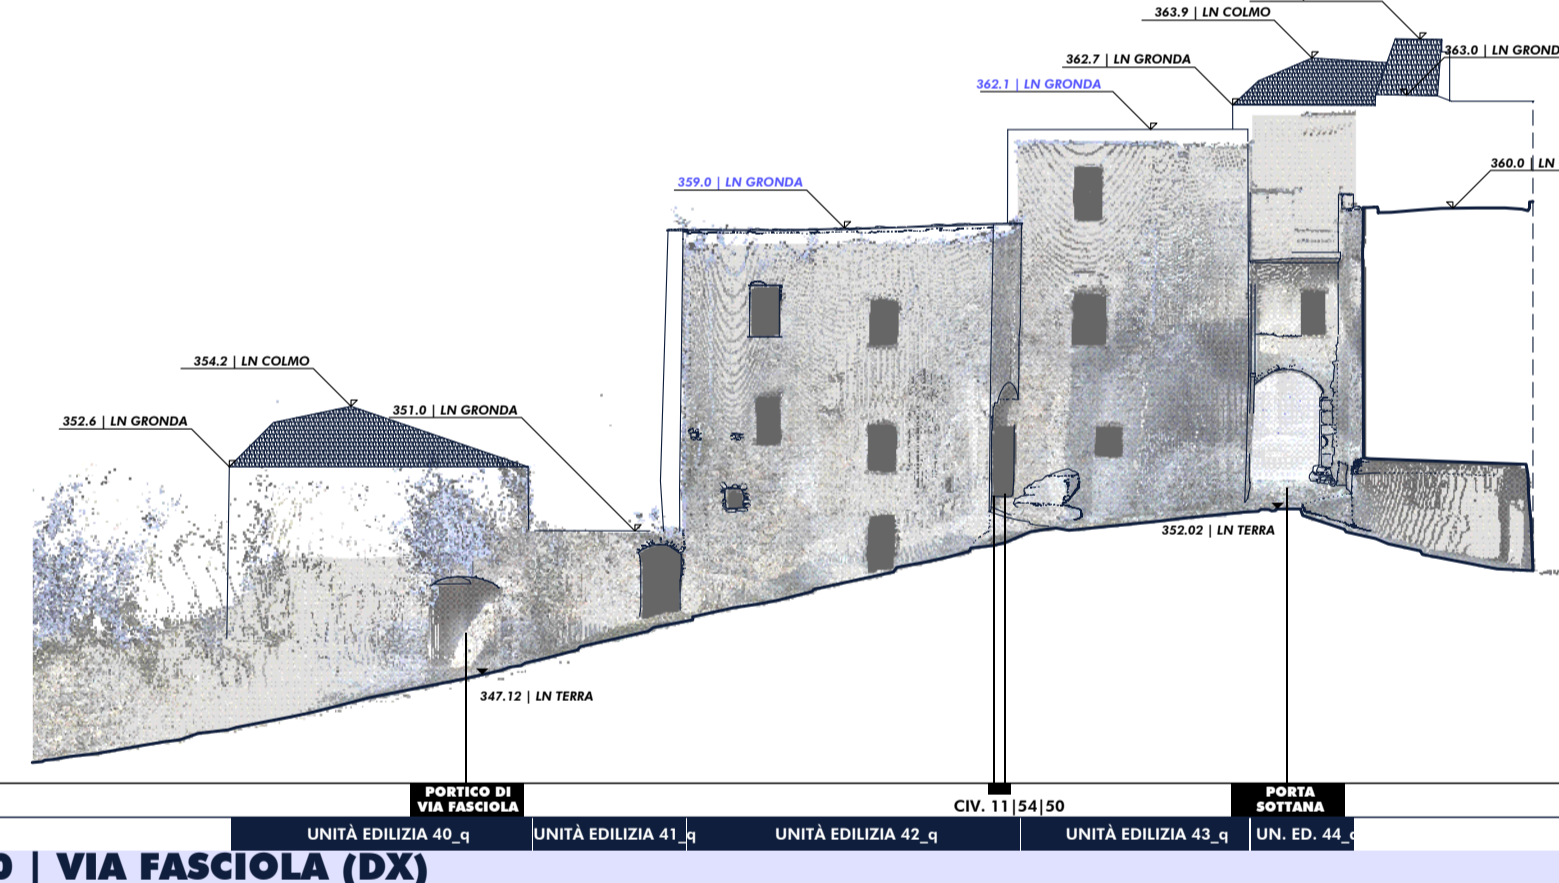 363.9 | LN COLMO
363.0 | LN GROND
362.7 | LN GRONDA
362.1 | LN GRONDA
360.0 | LN
359.0 | LN GRONDA
354.2 | LN COLMO
352.6 | LN GRONDA
351.0 | LN GRONDA
352.02 | LN TERRA
347.12 | LN TERRA
PORTICO DI
VIA FASCIOLA
CIV. 11|54|50
PORTA
SOTTANA
UNITÀ EDILIZIA 40_q
UNITÀ EDILIZIA 41_q
UNITÀ EDILIZIA 42_q
UNITÀ EDILIZIA 43_q
UN. ED. 44_
0 | VIA FASCIOLA (DX)